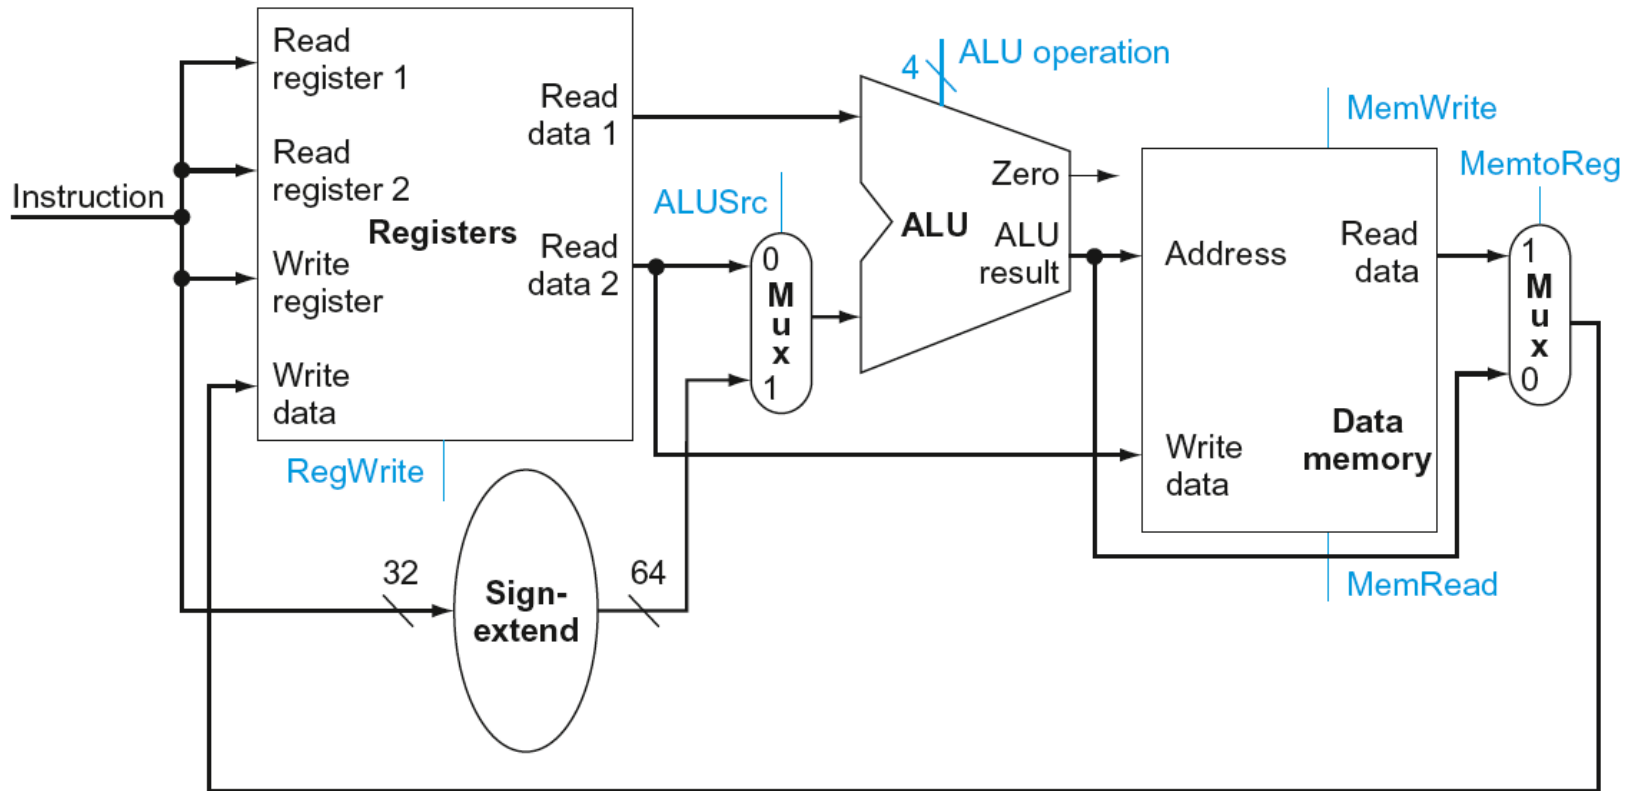 Instruction
Read
register 1
Read
register 2
Write
register
Write
data
Registers
Read
data 1
Read
data 2
RegWrite
32
Sign-
extend
64
ALUSrc
0
M
u
x
1
4
ALU operation
ALU
Zero
ALU
result
MemWrite
Address
Read
data
Write
data
Data
memory
MemRead
MemtoReg
1
M
u
x
0